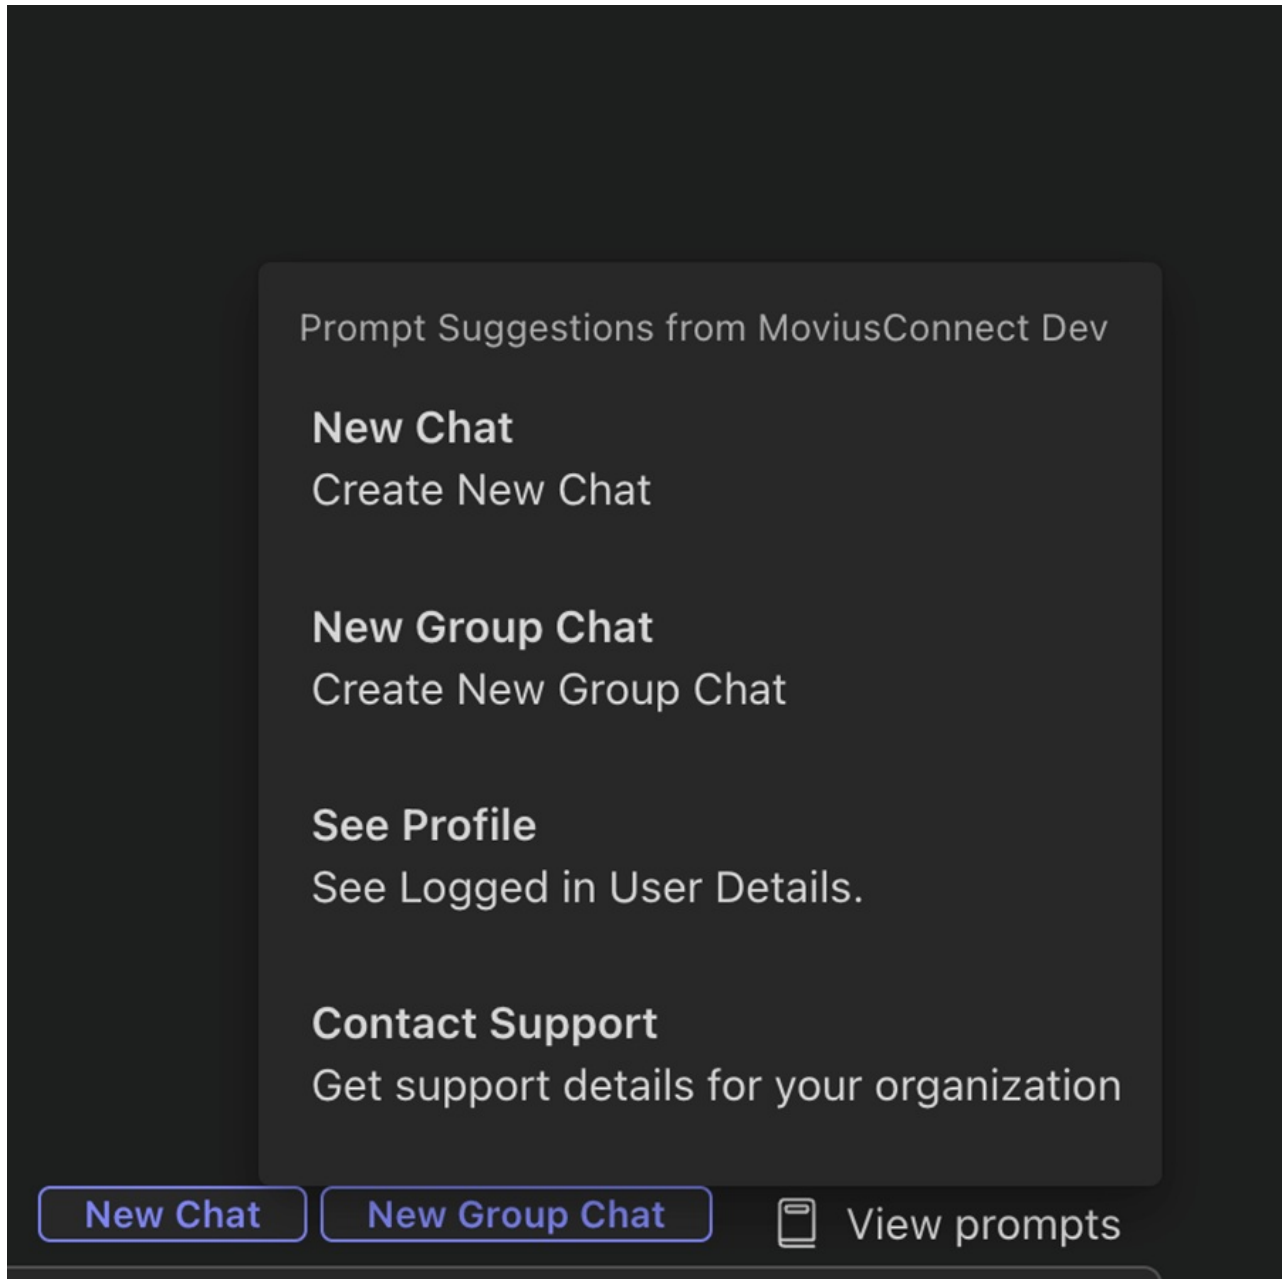 Prompt Suggestions from MoviusConnect Dev
New Chat
Create New Chat
New Group Chat
Create New Group Chat
See Profile
See Logged in User Details.
Contact Support
Get support details for your organization
New Chat
New Group Chat
View prompts